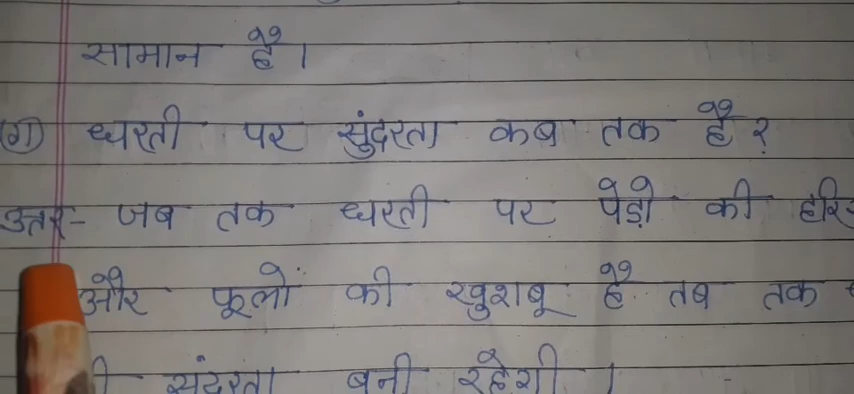 सामान है।
(ग) धरती पर सुंदरता कब तक है?
उत्तर- जब तक धरती पर पेड़ो की
और फूलों की खुशबू है तब तक
सुंदरता बनी रहेगी।